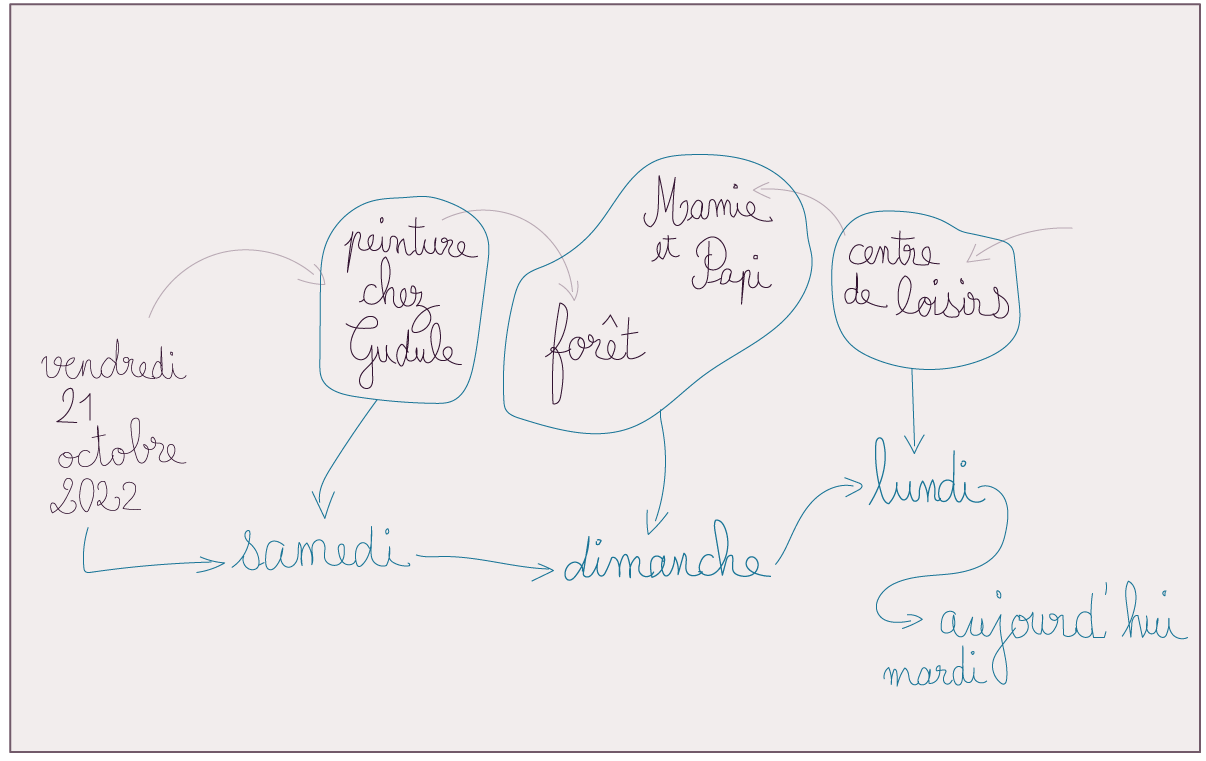 vendredi
21
octobre
2022
peinture
chez
Gudule
forêt
Mamie
et Papi
centre
de loisirs
samedi
dimanche
lundi
aujourd'hui
mardi